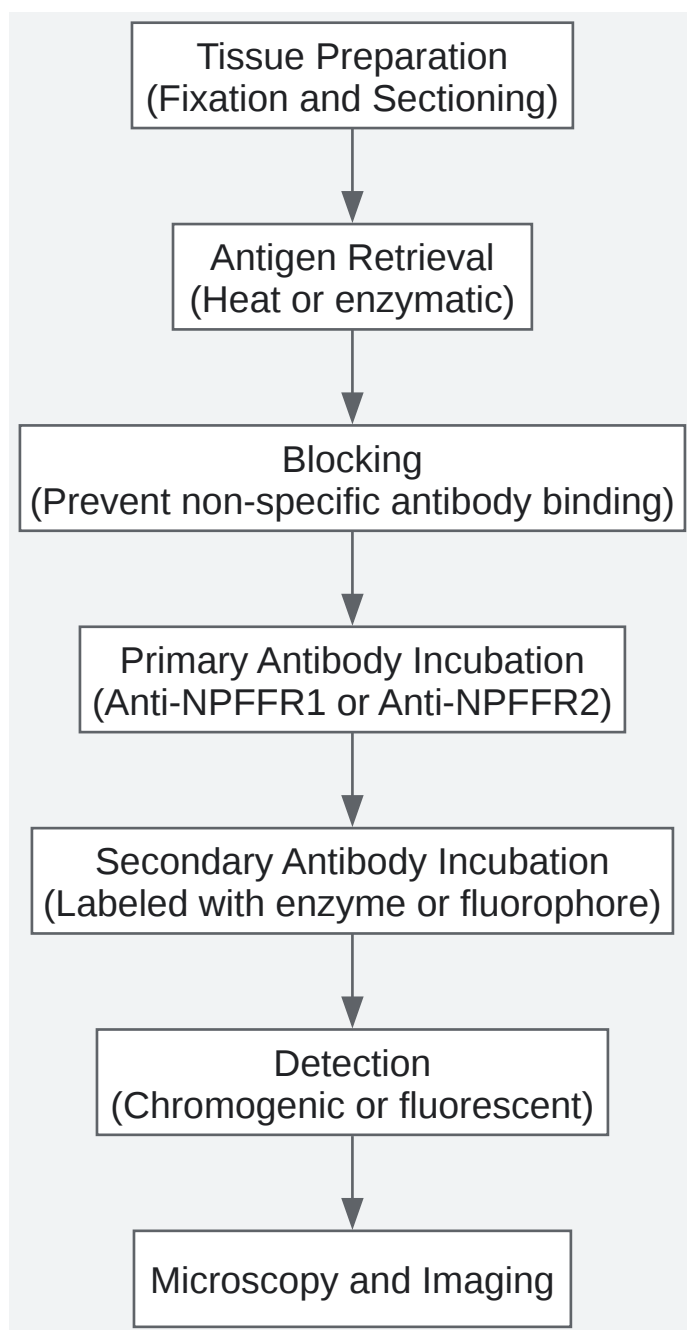 Tissue Preparation
(Fixation and Sectioning)
Antigen Retrieval
(Heat or enzymatic)
Blocking
(Prevent non-specific antibody binding)
Primary Antibody Incubation
(Anti-NPFFR1 or Anti-NPFFR2)
Secondary Antibody Incubation
(Labeled with enzyme or fluorophore)
Detection
(Chromogenic or fluorescent)
Microscopy and Imaging